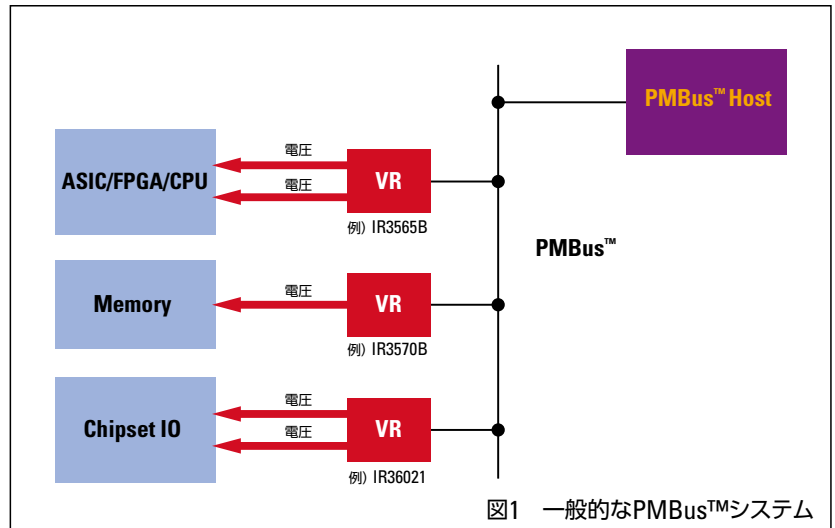 PMBus™ Host
電圧
ASIC/FPGA/CPU
VR
電圧
例) IR3565B
PMBus™
電圧
Memory
VR
例) IR3570B
電圧
Chipset IO
VR
電圧
例) IR36021
図1 一般的なPMBus™システム